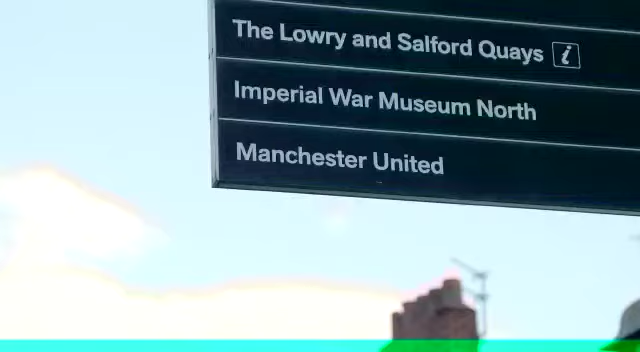 The Lowry and Salford Quays i
Imperial War Museum North
Manchester United